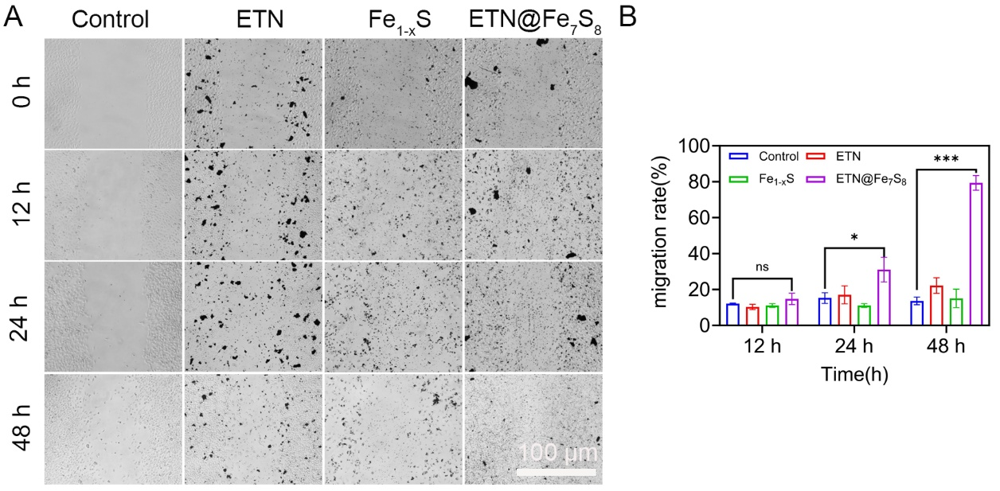 A
Control
ETN
Fe1-xS
ETN@Fe7S8
0 h
12 h
24 h
48 h
100 μm
B
migration rate(%)
100
80
60
40
20
0
Control
ETN
Fe1-xS
ETN@Fe7S8
ns
*
***
12 h
24 h
48 h
Time(h)